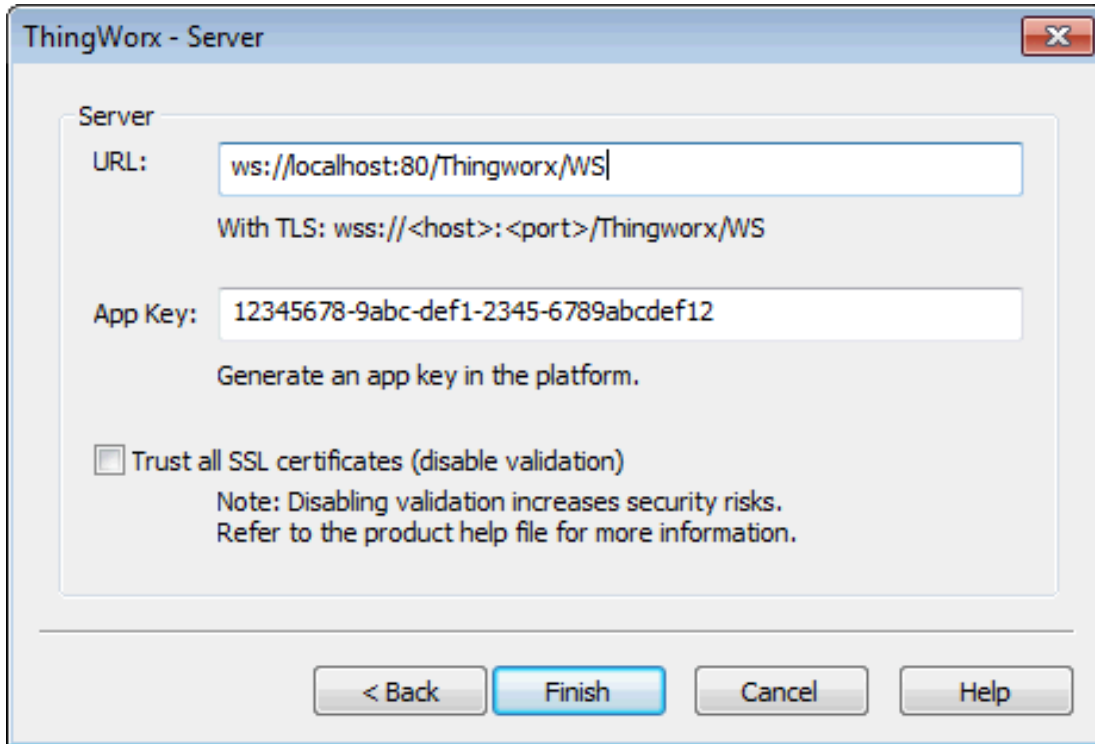 ThingWorx - Server
Server
URL:
ws://localhost:80/Thingworx/WS
With TLS: wss://<host>:<port>/Thingworx/WS
App Key:
12345678-9abc-def1-2345-6789abcdef12
Generate an app key in the platform.
Trust all SSL certificates (disable validation)
Note: Disabling validation increases security risks.
Refer to the product help file for more information.
< Back
Finish
Cancel
Help